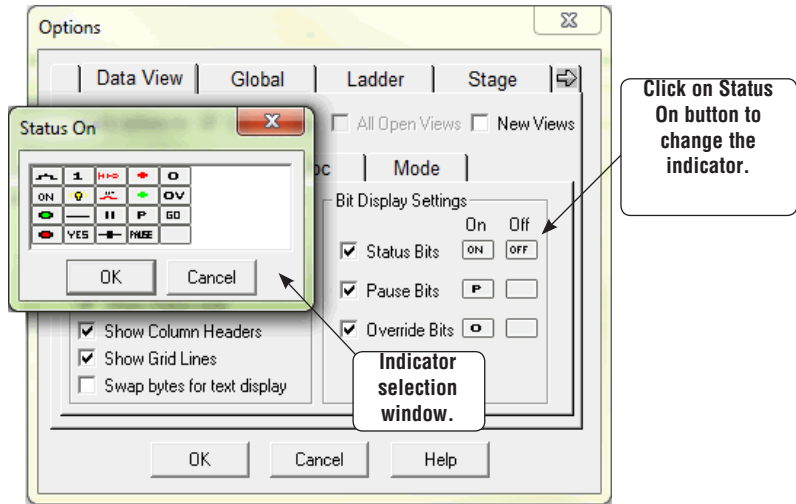 Options
Data View Global Ladder Stage
Status On
All Open Views New Views
oc Mode
1 O
ON OV
II P GO
YES PAUSE
OK Cancel
Bit Display Settings
On Off
Status Bits ON OFF
Pause Bits P
Override Bits O
Show Column Headers
Show Grid Lines
Swap bytes for text display
OK Cancel Help
Click on Status
On button to
change the
indicator.
Indicator
selection
window.